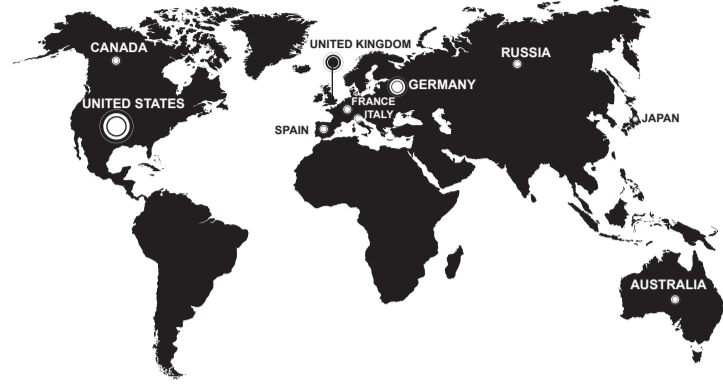 CANADA
UNITED KINGDOM
RUSSIA
GERMANY
UNITED STATES
FRANCE
ITALY
SPAIN
JAPAN
AUSTRALIA